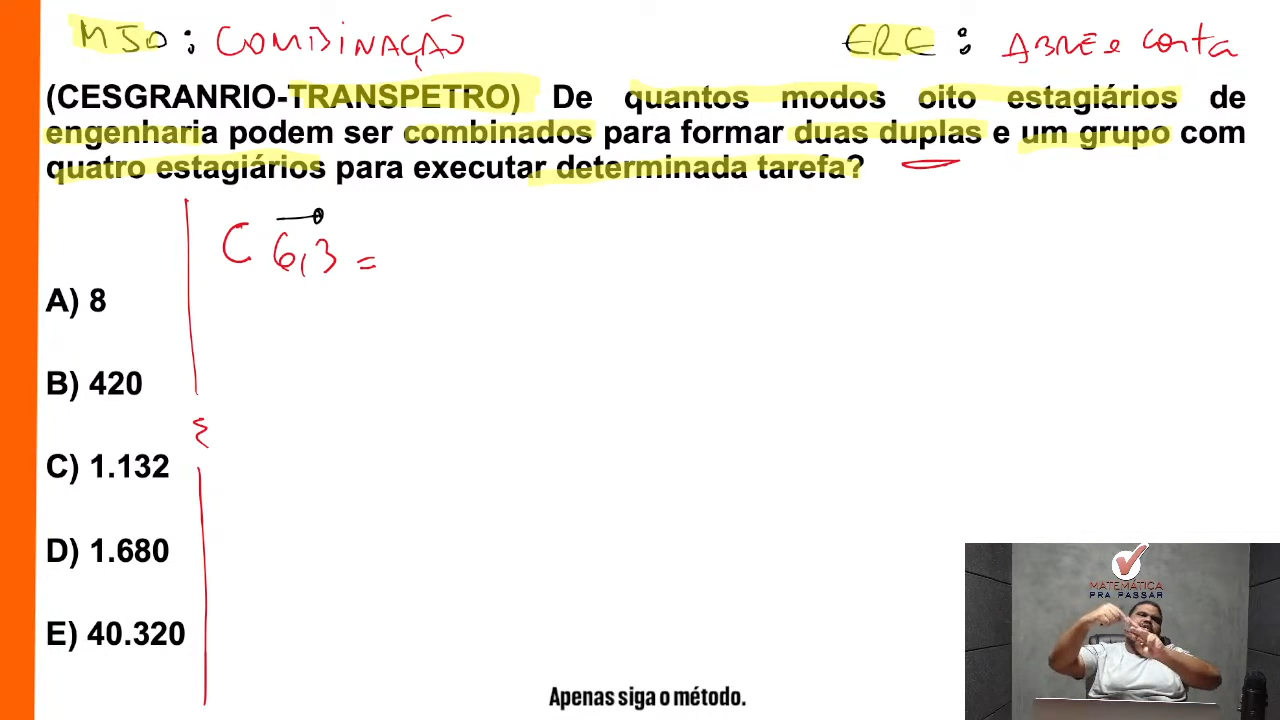 MJO : COMBINAÇÃO
ERE : ABRE e conta
(CESGRANRIO-TRANSPETRO) De quantos modos oito estagiários de
engenharia podem ser combinados para formar duas duplas e um grupo com
quatro estagiários para executar determinada tarefa?
C 6,3 =
A) 8
B) 420
C) 1.132
D) 1.680
E) 40.320
MATEMÁTICA
PRA PASSAR
Apenas siga o método.